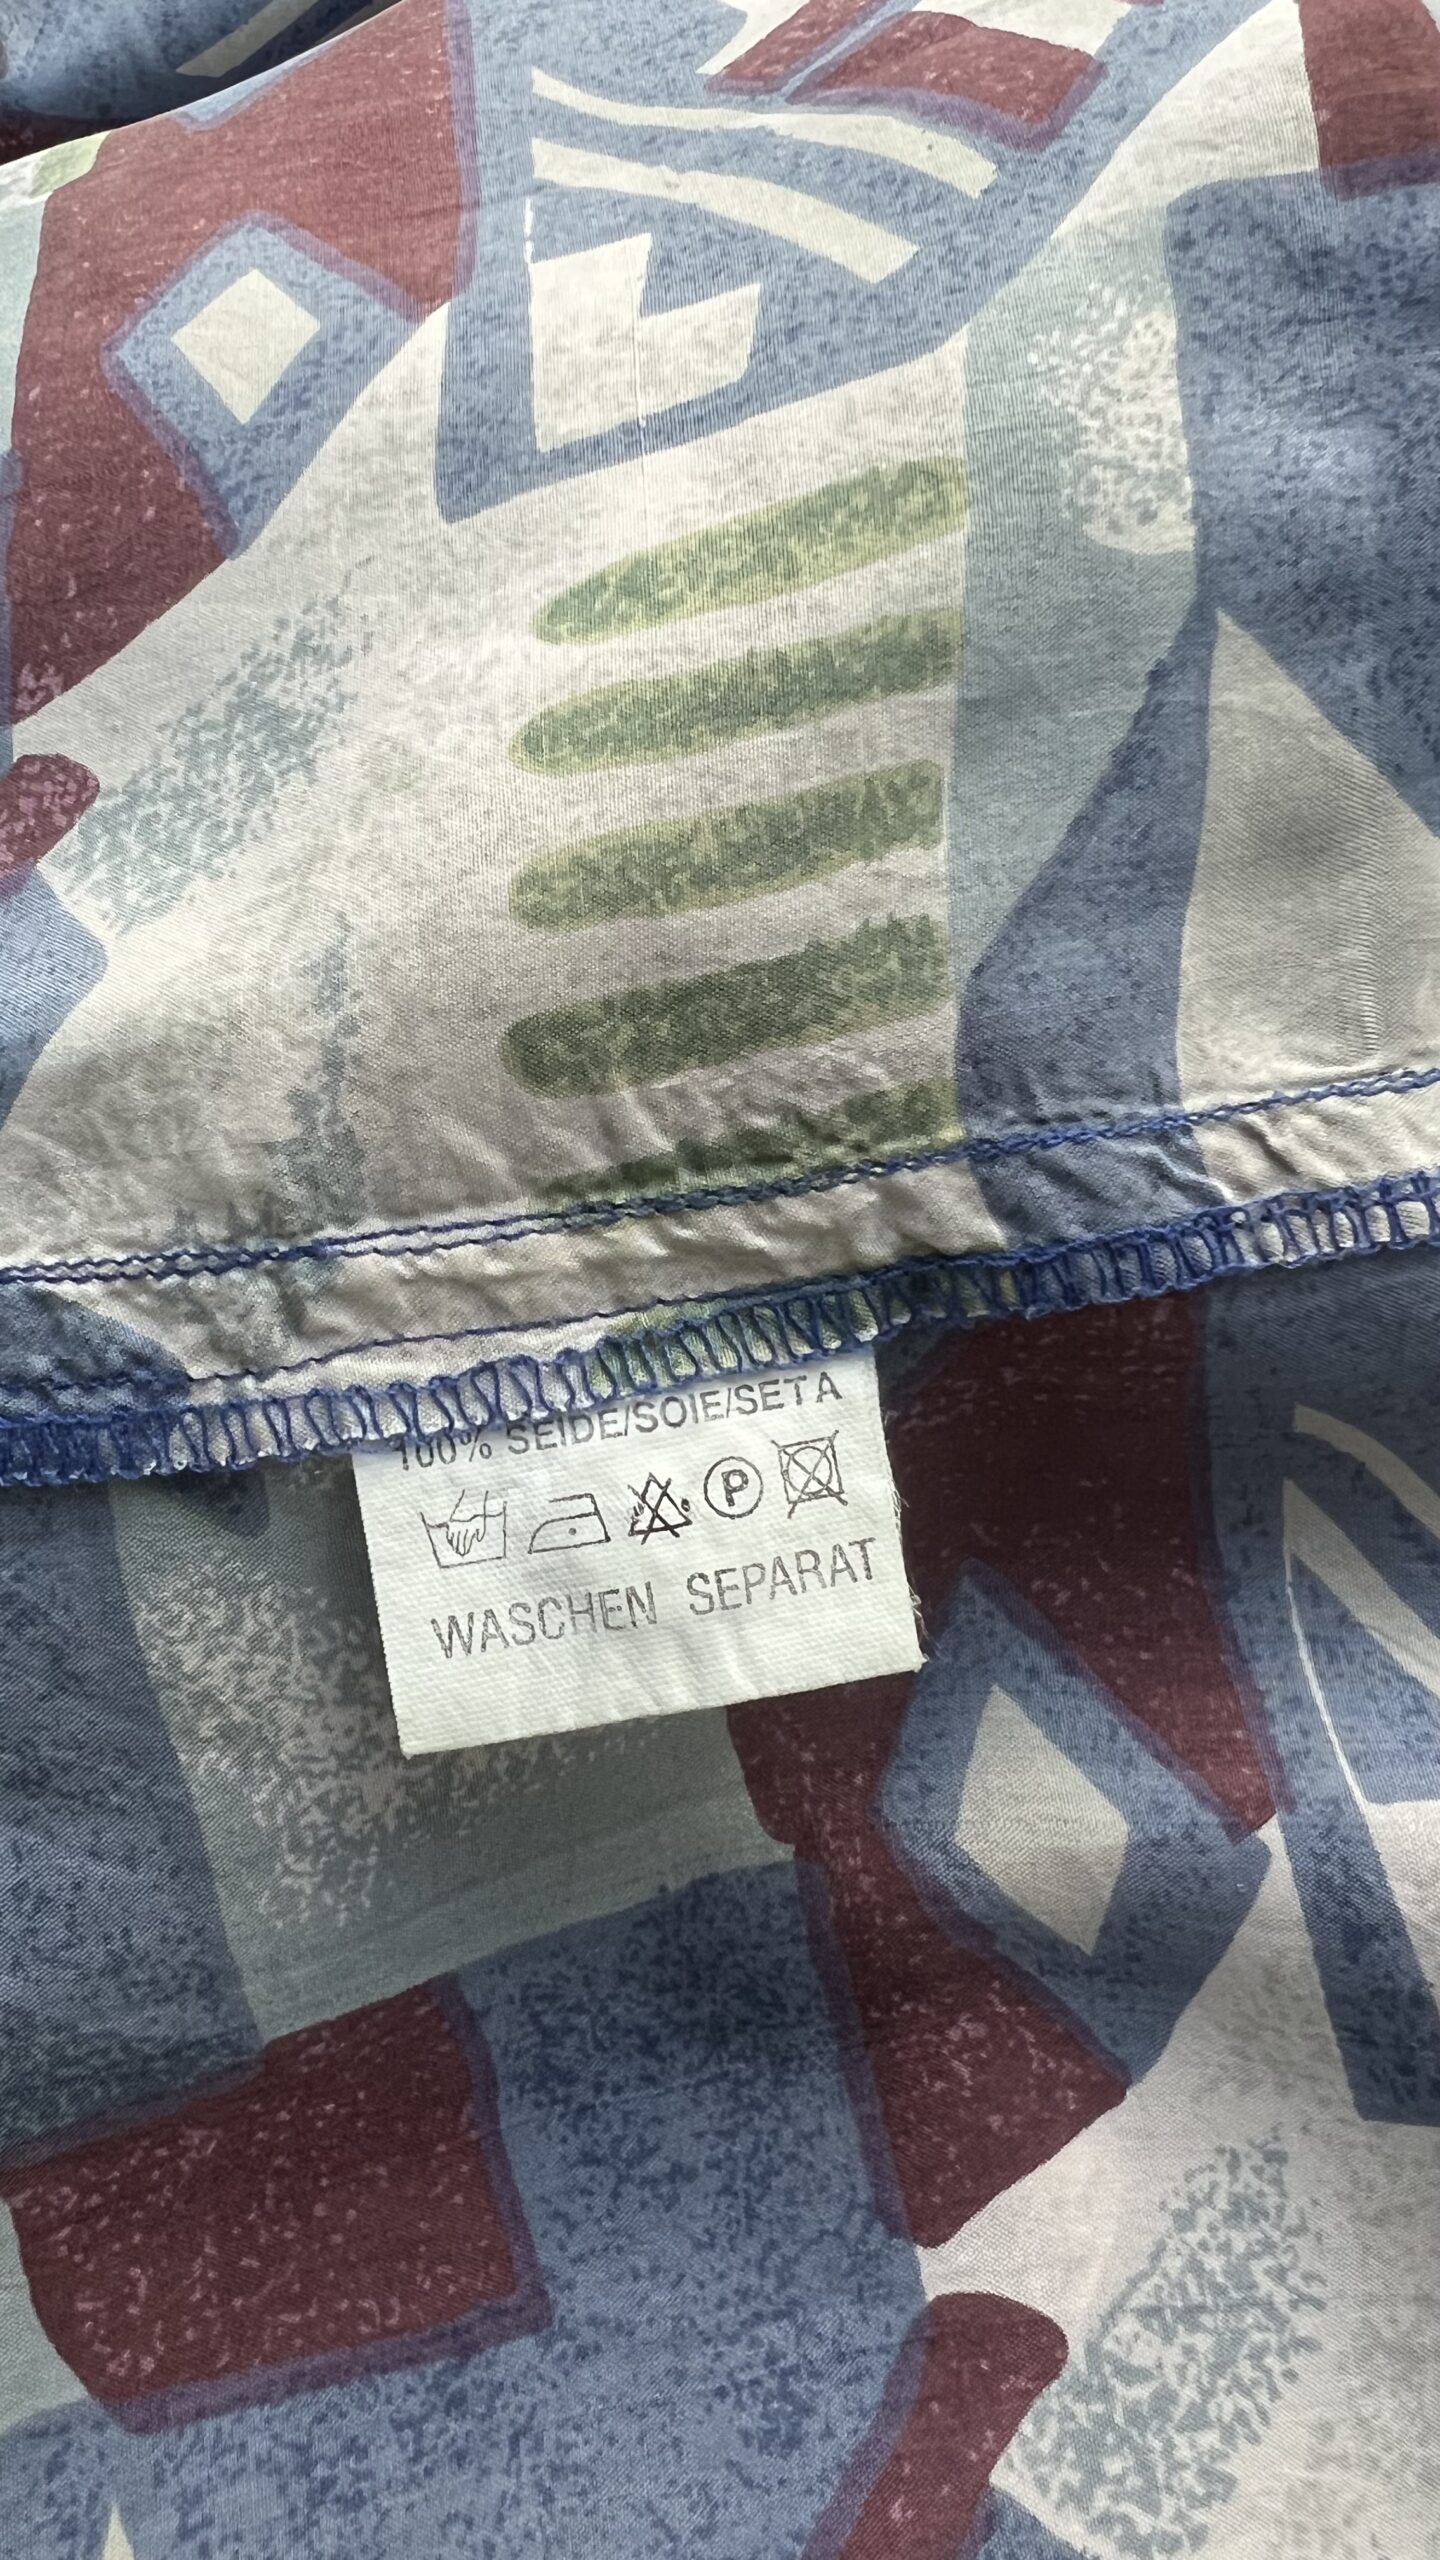 100% SEIDE/SOIE/SETA
P
WASCHEN SEPARAT